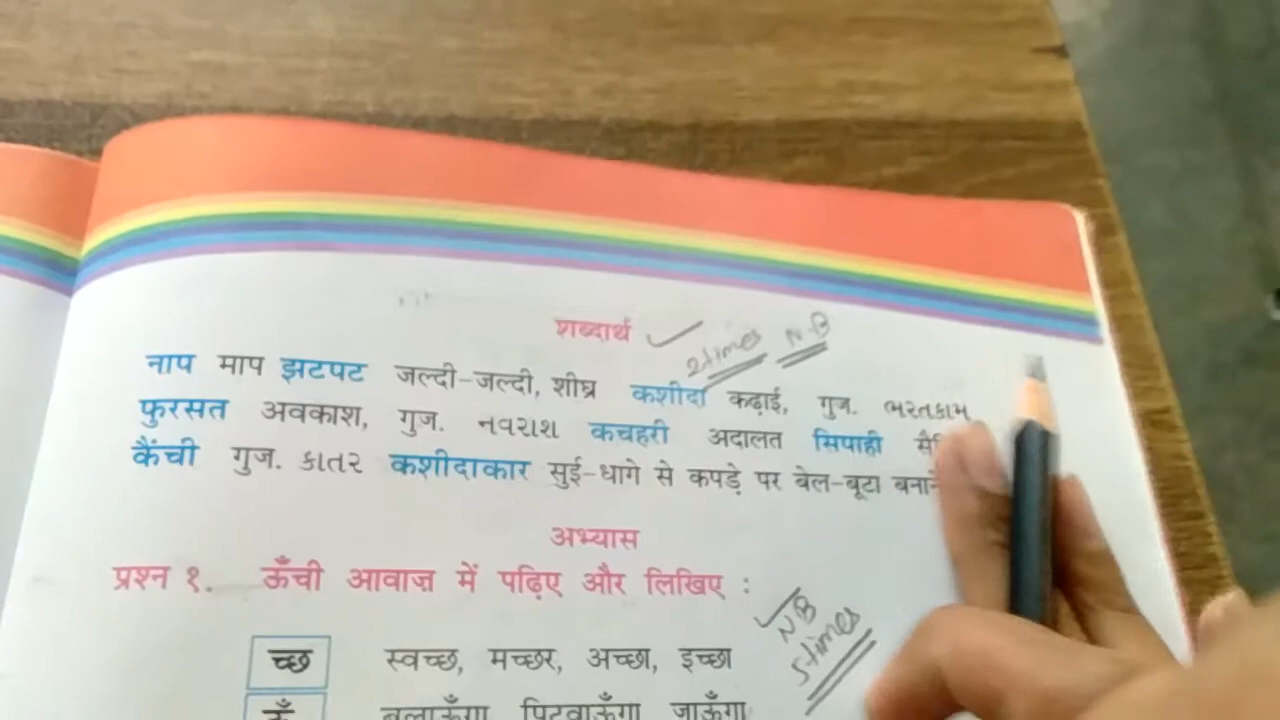 शब्दार्थ 2 times N.B
नाप माप झटपट जल्दी-जल्दी, शीघ्र कशीदा कढ़ाई, गुज. ભરતકામ
फुरसत अवकाश, गुज. નવરાશ कचहरी अदालत सिपाही
कैंची गुज. કાતર कशीदाकार सुई-धागे से कपड़े पर बेल-बूटा
अभ्यास
प्रश्न १. ऊँची आवाज़ में पढ़िए और लिखिए :
NB
5 times
च्छ स्वच्छ, मच्छर, अच्छा, इच्छा
ऊँ जाऊँगा